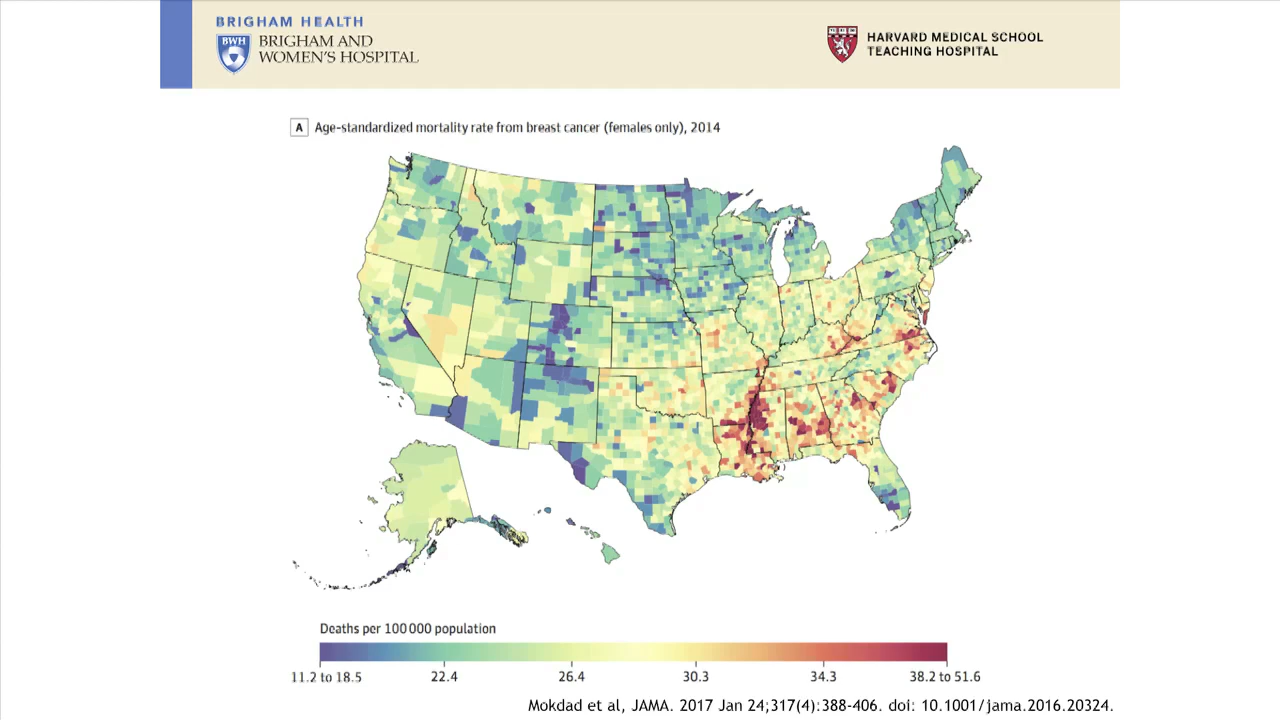 BRIGHAM HEALTH
BWH
BRIGHAM AND
WOMEN'S HOSPITAL
HARVARD MEDICAL SCHOOL
TEACHING HOSPITAL
A Age-standardized mortality rate from breast cancer (females only), 2014
Deaths per 100 000 population
11.2 to 18.5 22.4 26.4 30.3 34.3 38.2 to 51.6
Mokdad et al, JAMA. 2017 Jan 24;317(4):388-406. doi: 10.1001/jama.2016.20324.